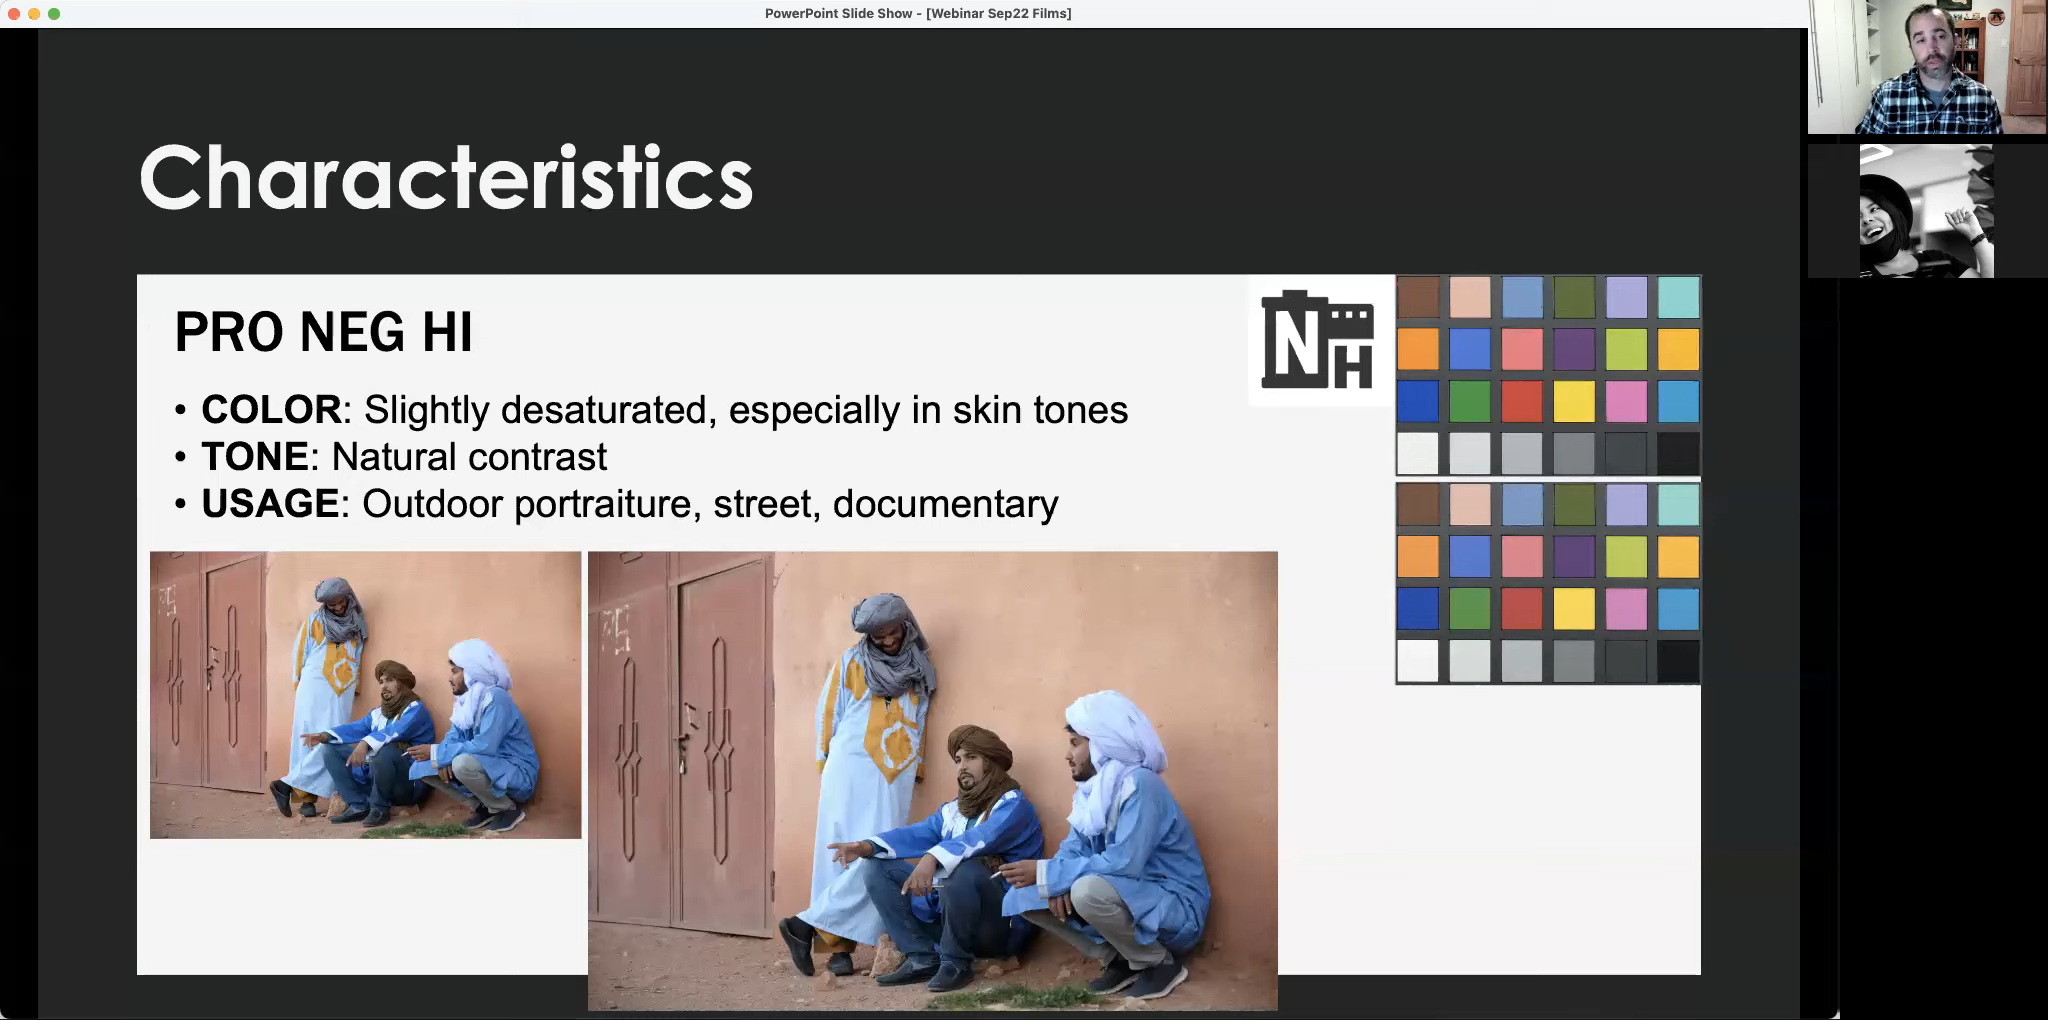 PowerPoint Slide Show - [Webinar Sep22 Films]
Characteristics
PRO NEG HI
N H
• COLOR: Slightly desaturated, especially in skin tones
• TONE: Natural contrast
• USAGE: Outdoor portraiture, street, documentary